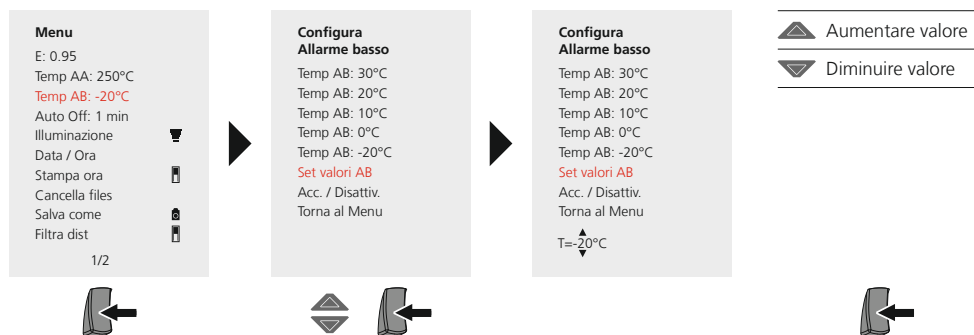 Menu
E: 0.95
Temp AA: 250°C
Temp AB: -20°C
Auto Off: 1 min
Illuminazione
Data / Ora
Stampa ora
Cancella files
Salva come
Filtra dist
1/2
Configura
Allarme basso
Temp AB: 30°C
Temp AB: 20°C
Temp AB: 10°C
Temp AB: 0°C
Temp AB: -20°C
Set valori AB
Acc. / Disattiv.
Torna al Menu
Configura
Allarme basso
Temp AB: 30°C
Temp AB: 20°C
Temp AB: 10°C
Temp AB: 0°C
Temp AB: -20°C
Set valori AB
Acc. / Disattiv.
Torna al Menu
T=-20°C
Aumentare valore
Diminuire valore